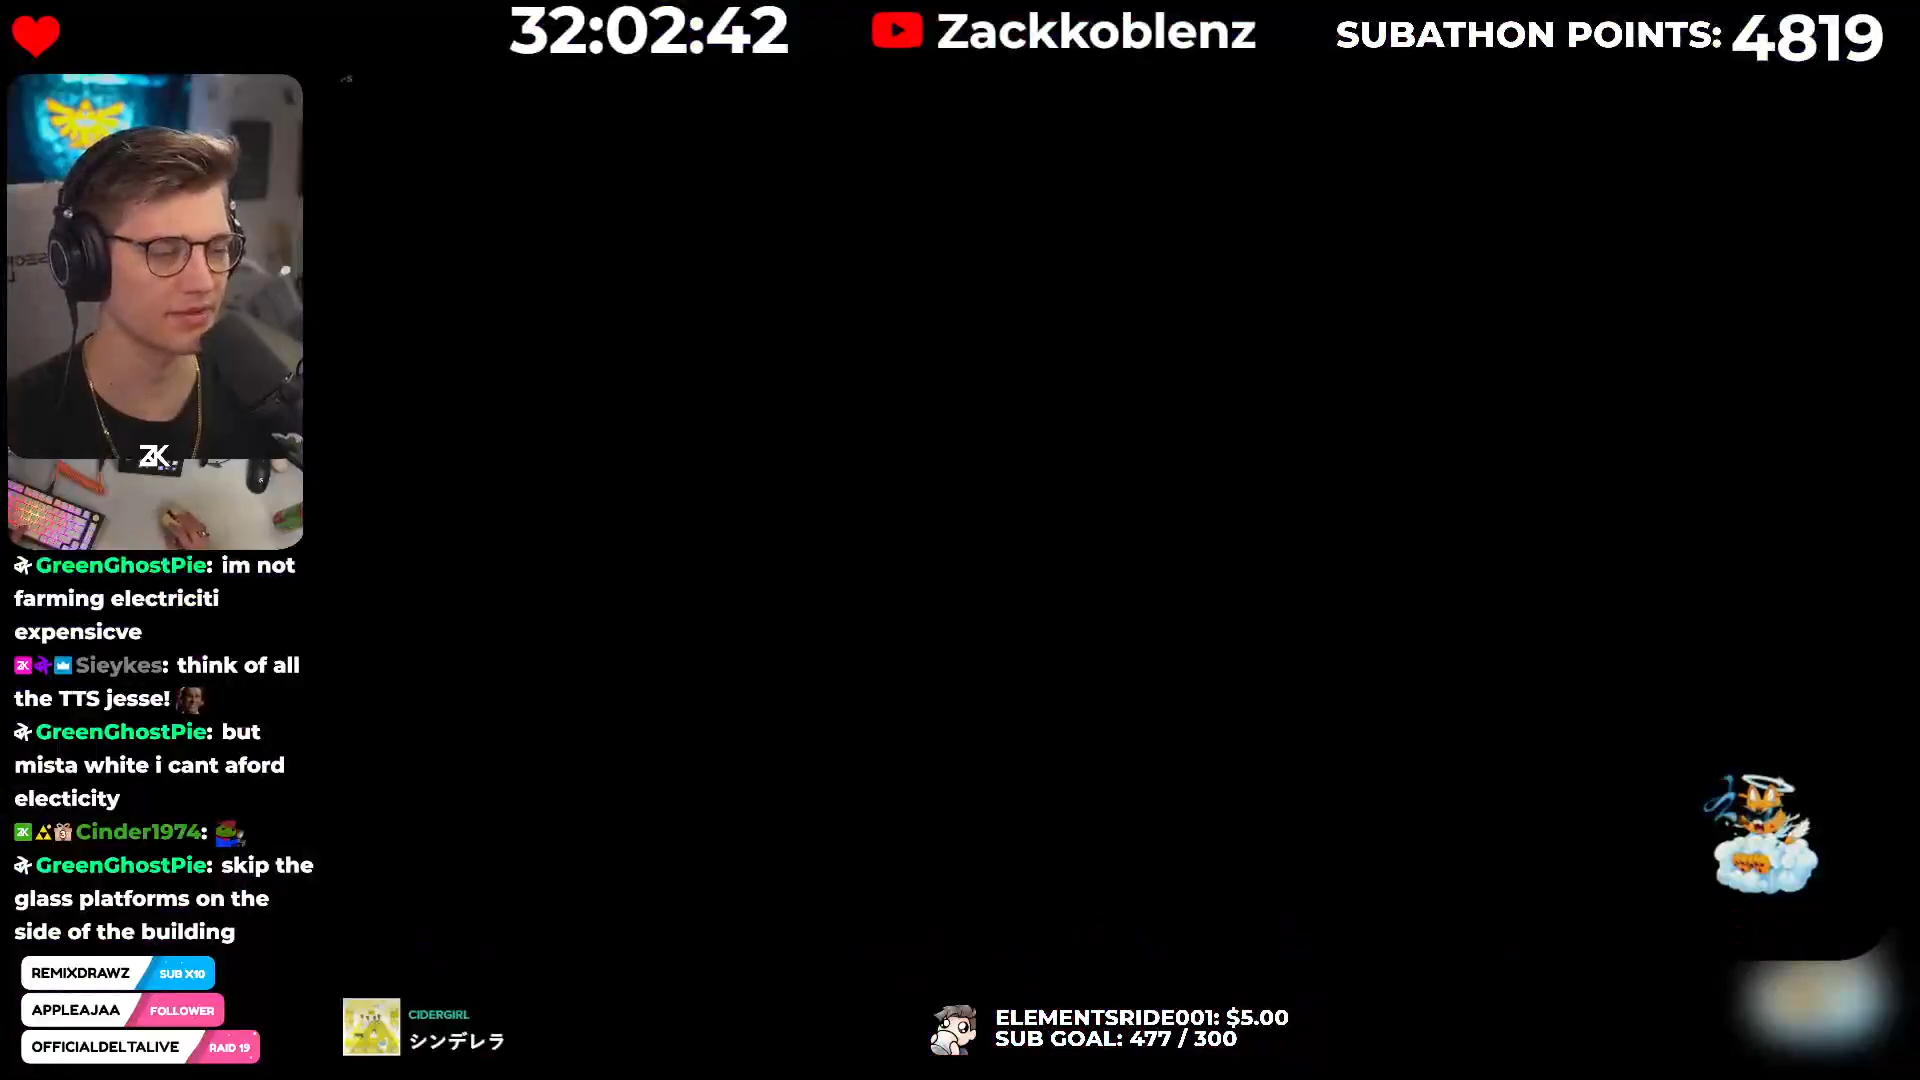 32:02:42
Zackkoblenz
SUBATHON POINTS: 4819
ZK
GreenGhostPie: im not
farming electriciti
expensicve
Sieykes: think of all
the TTS jesse!
GreenGhostPie: but
mista white i cant aford
electicity
Cinder1974:
GreenGhostPie: skip the
glass platforms on the
side of the building
REMIXDRAWZ SUB X10
APPLEAJAA FOLLOWER
OFFICIALDELTALIVE RAID 19
CIDERGIRL
シンデレラ
ELEMENTSRIDE001: $5.00
SUB GOAL: 477 / 300